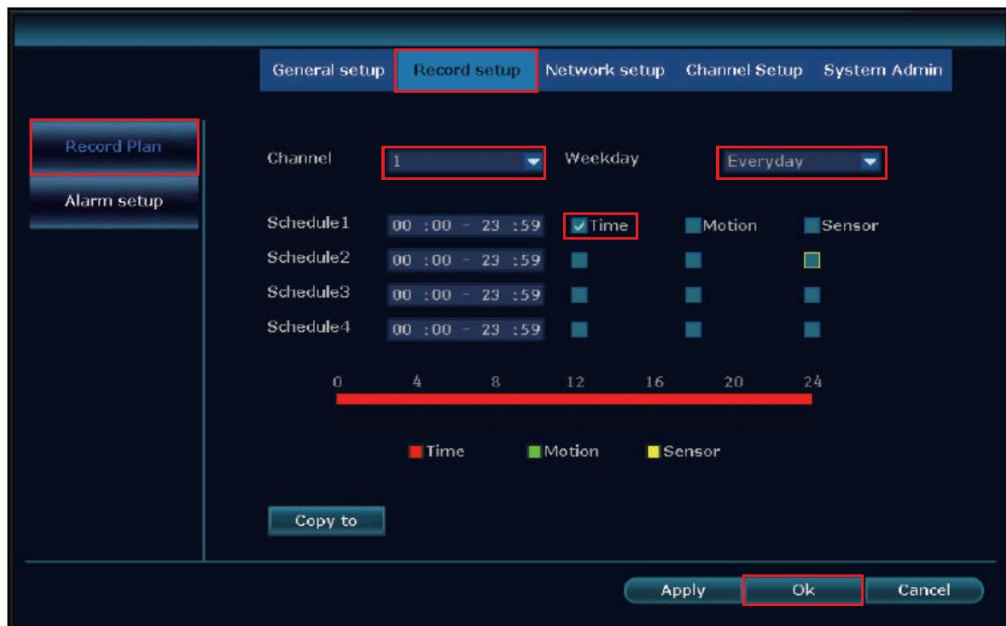 General setup Record setup Network setup Channel Setup System Admin
Record Plan
Alarm setup
Channel 1 Weekday Everyday
Schedule1 00 :00 - 23 :59 Time Motion Sensor
Schedule2 00 :00 - 23 :59
Schedule3 00 :00 - 23 :59
Schedule4 00 :00 - 23 :59
0 4 8 12 16 20 24
Time Motion Sensor
Copy to
Apply Ok Cancel